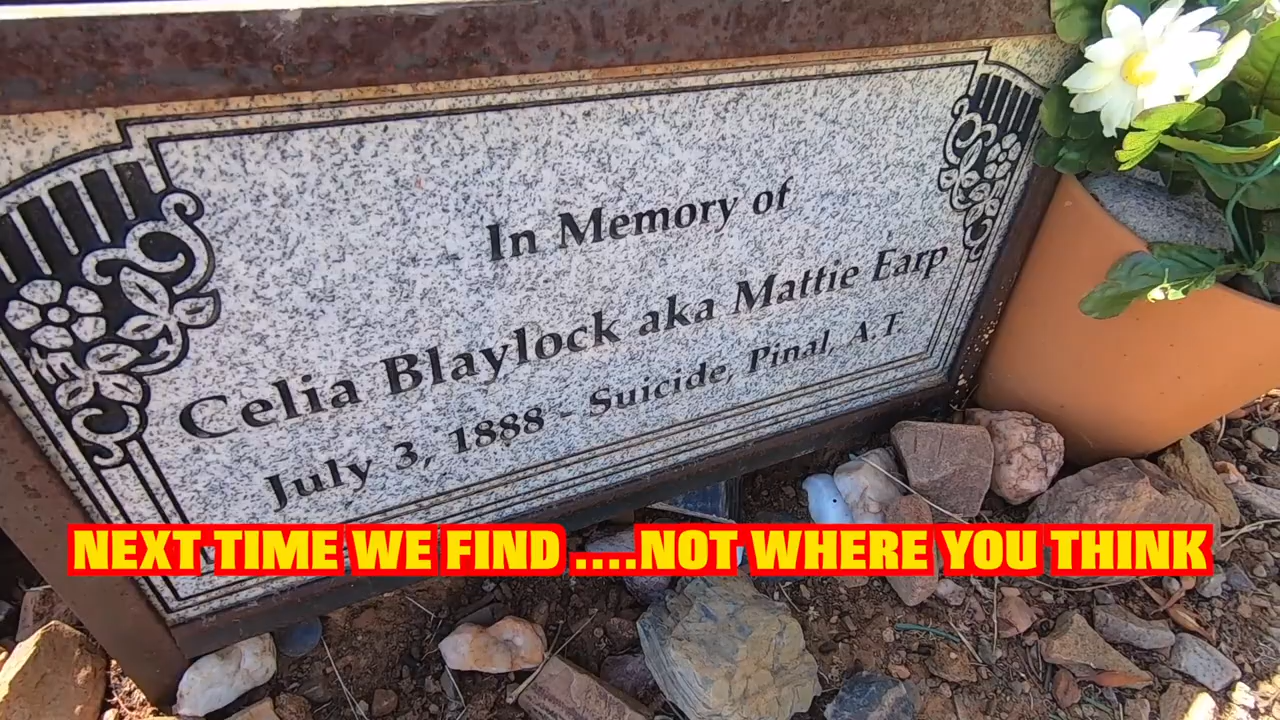 In Memory of
Celia Blaylock aka Mattie Earp
July 3, 1888 - Suicide, Pinal, A.T.
NEXT TIME WE FIND ....NOT WHERE YOU THINK